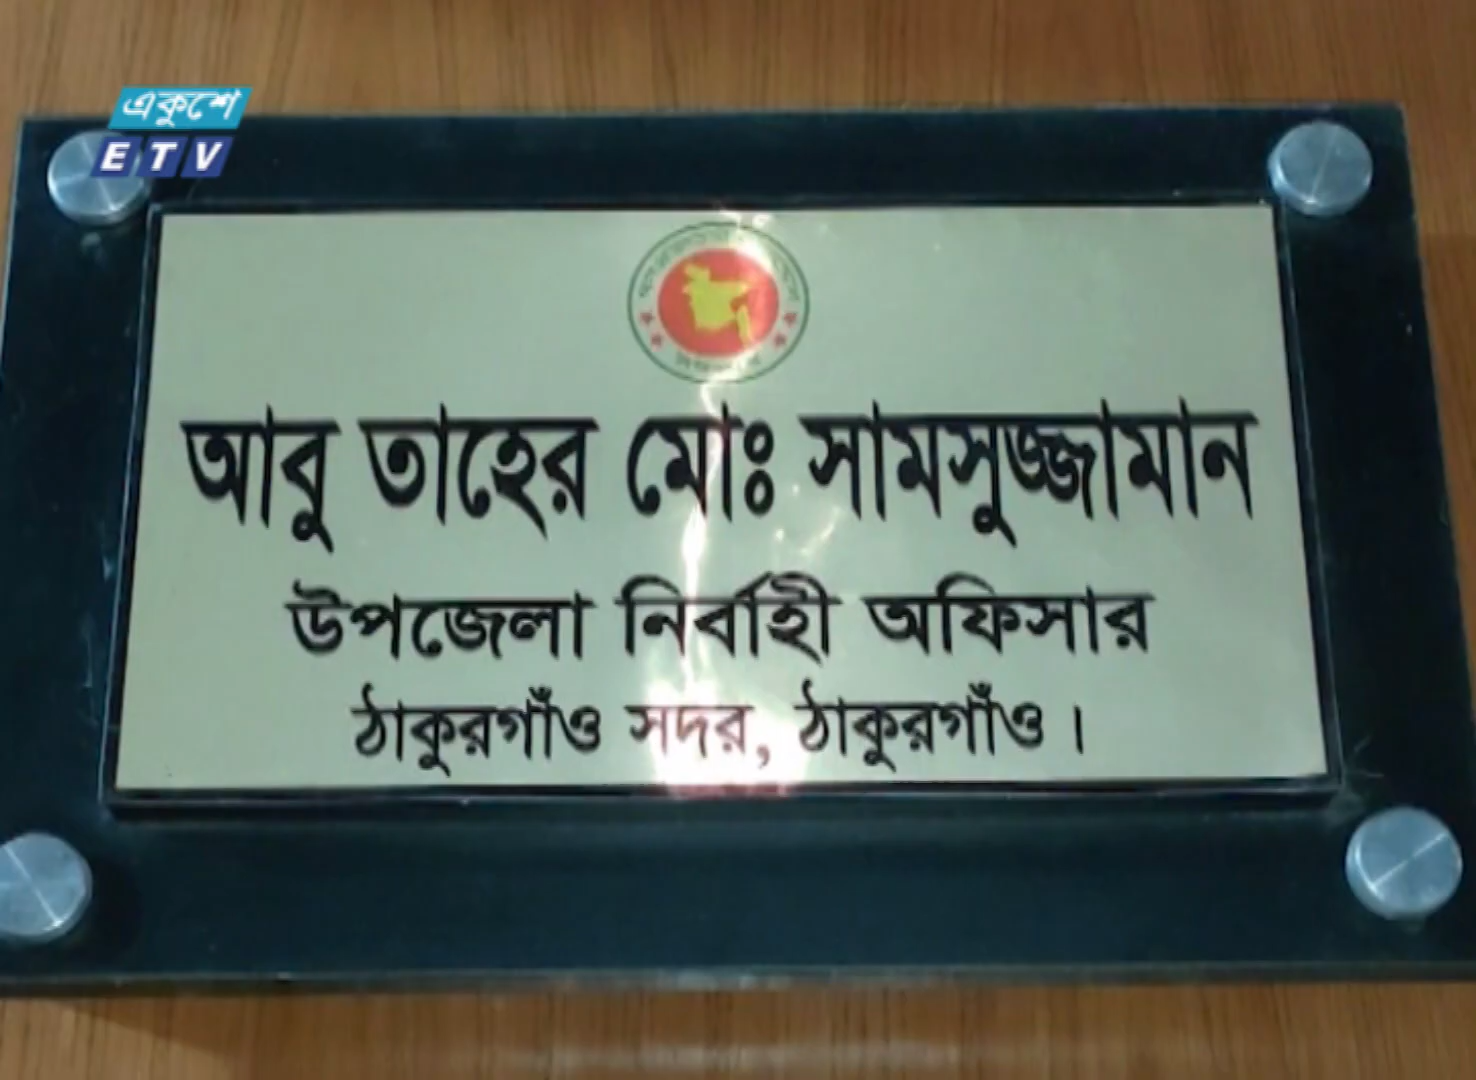 একুশে
ETV
আবু তাহের মোঃ সামসুজ্জামান
উপজেলা নির্বাহী অফিসার
ঠাকুরগাঁও সদর, ঠাকুরগাঁও।